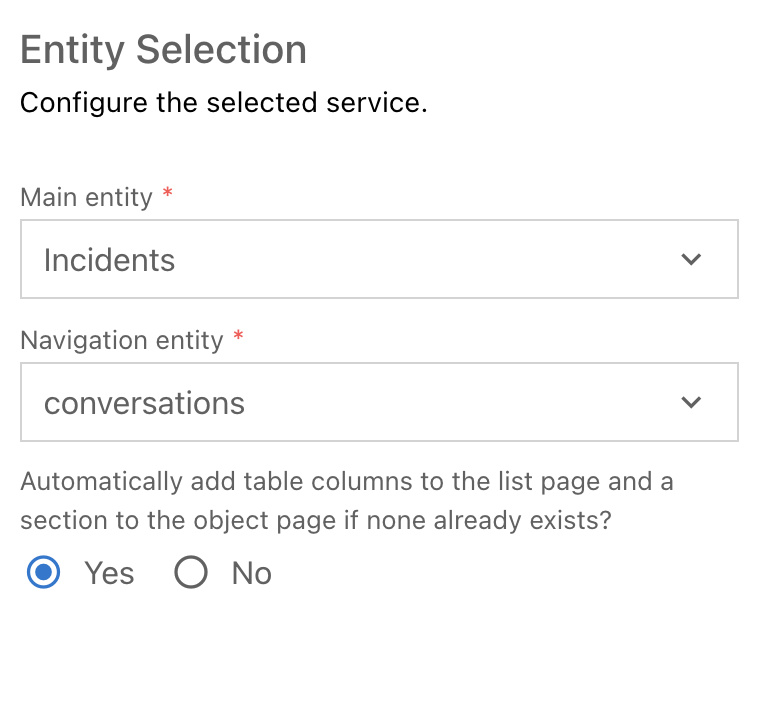 Entity Selection
Configure the selected service.
Main entity *
Incidents
Navigation entity *
conversations
Automatically add table columns to the list page and a
section to the object page if none already exists?
Yes No